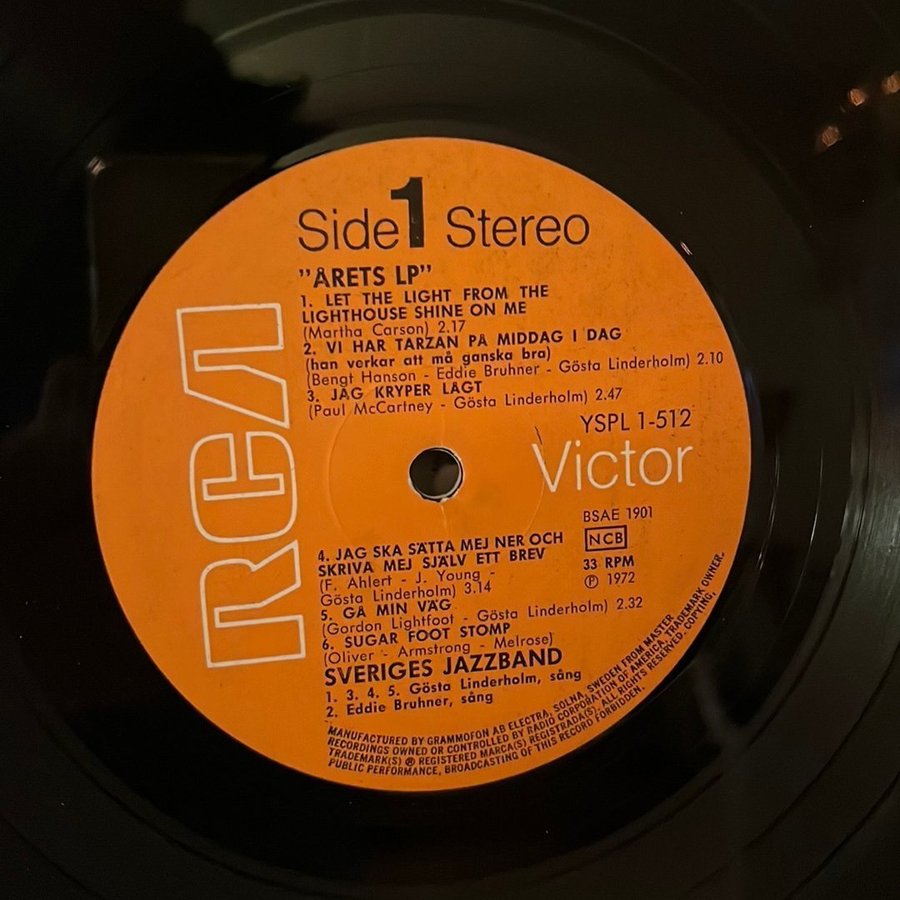 Side 1 Stereo
"ÅRETS LP"
1. LET THE LIGHT FROM THE
LIGHTHOUSE SHINE ON ME
(Martha Carson) 2.17
2. VI HAR TARZAN PÅ MIDDAG I DAG
(han verkar att må ganska bra)
(Bengt Hanson - Eddie Bruhner - Gösta Linderholm) 2.10
3. JAG KRYPER LÅGT
(Paul McCartney - Gösta Linderholm) 2.47
YSPL 1-512
RCA
Victor
BSAE 1901
NCB
33 RPM
Ⓟ 1972
4. JAG SKA SÄTTA MEJ NER OCH
SKRIVA MEJ SJÄLV ETT BREV
(F. Ahlert - J. Young -
Gösta Linderholm) 3.14
5. GÅ MIN VÄG
(Gordon Lightfoot - Gösta Linderholm) 2.32
6. SUGAR FOOT STOMP
(Oliver - Armstrong - Melrose)
SVERIGES JAZZBAND
1. 3. 4. 5. Gösta Linderholm, sång
2. Eddie Bruhner, sång
MANUFACTURED BY GRAMMOFON AB ELECTRA, SOLNA, SWEDEN FROM MASTER
RECORDINGS OWNED OR CONTROLLED BY RADIO CORPORATION OF AMERICA, TRADEMARK OWNER.
TRADEMARK(S) ® REGISTERED MARCA(S) REGISTRADA(S). ALL RIGHTS RESERVED. COPYING,
PUBLIC PERFORMANCE, BROADCASTING OF THIS RECORD FORBIDDEN.